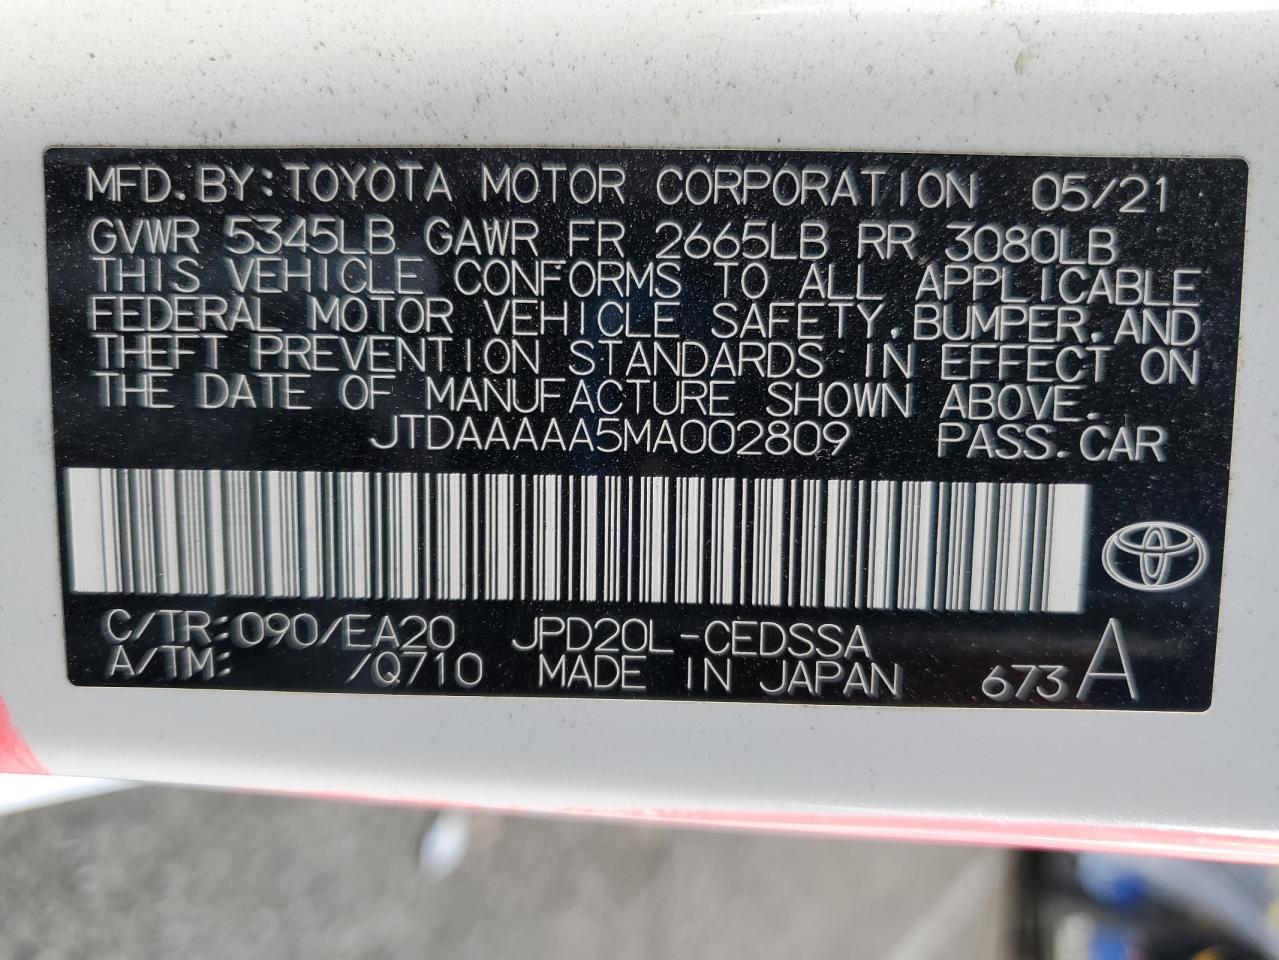 MFD. BY: TOYOTA MOTOR CORPORATION 05/21
GVWR 5345LB GAWR FR 2665LB RR 3080LB
THIS VEHICLE CONFORMS TO ALL APPLICABLE
FEDERAL MOTOR VEHICLE SAFETY, BUMPER, AND
THEFT PREVENTION STANDARDS IN EFFECT ON
THE DATE OF MANUFACTURE SHOWN ABOVE.
JTDAAAAAA5MA002809 PASS. CAR
C/TR: 090/EA20 JPD20L-CEDSSA
A/TM: /Q710 MADE IN JAPAN 673 A